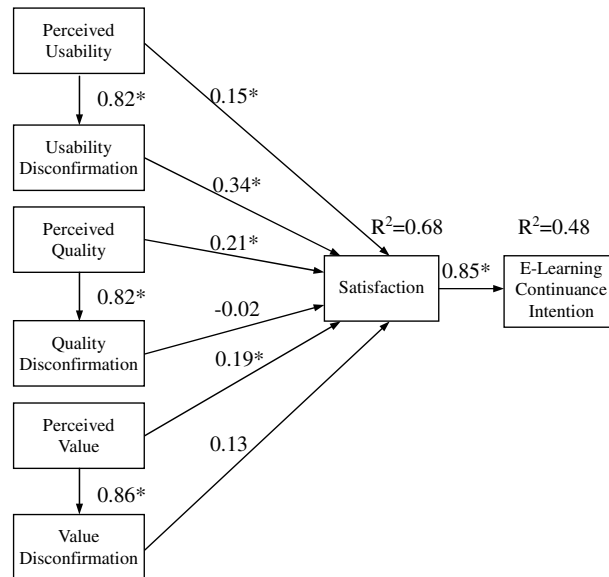 Perceived
Usability
0.82*
0.15*
Usability
Disconfirmation
0.34*
Perceived
Quality
0.21*
0.82*
-0.02
Quality
Disconfirmation
0.19*
Perceived
Value
0.13
0.86*
Value
Disconfirmation
R²=0.68
Satisfaction
0.85*
R²=0.48
E-Learning
Continuance
Intention